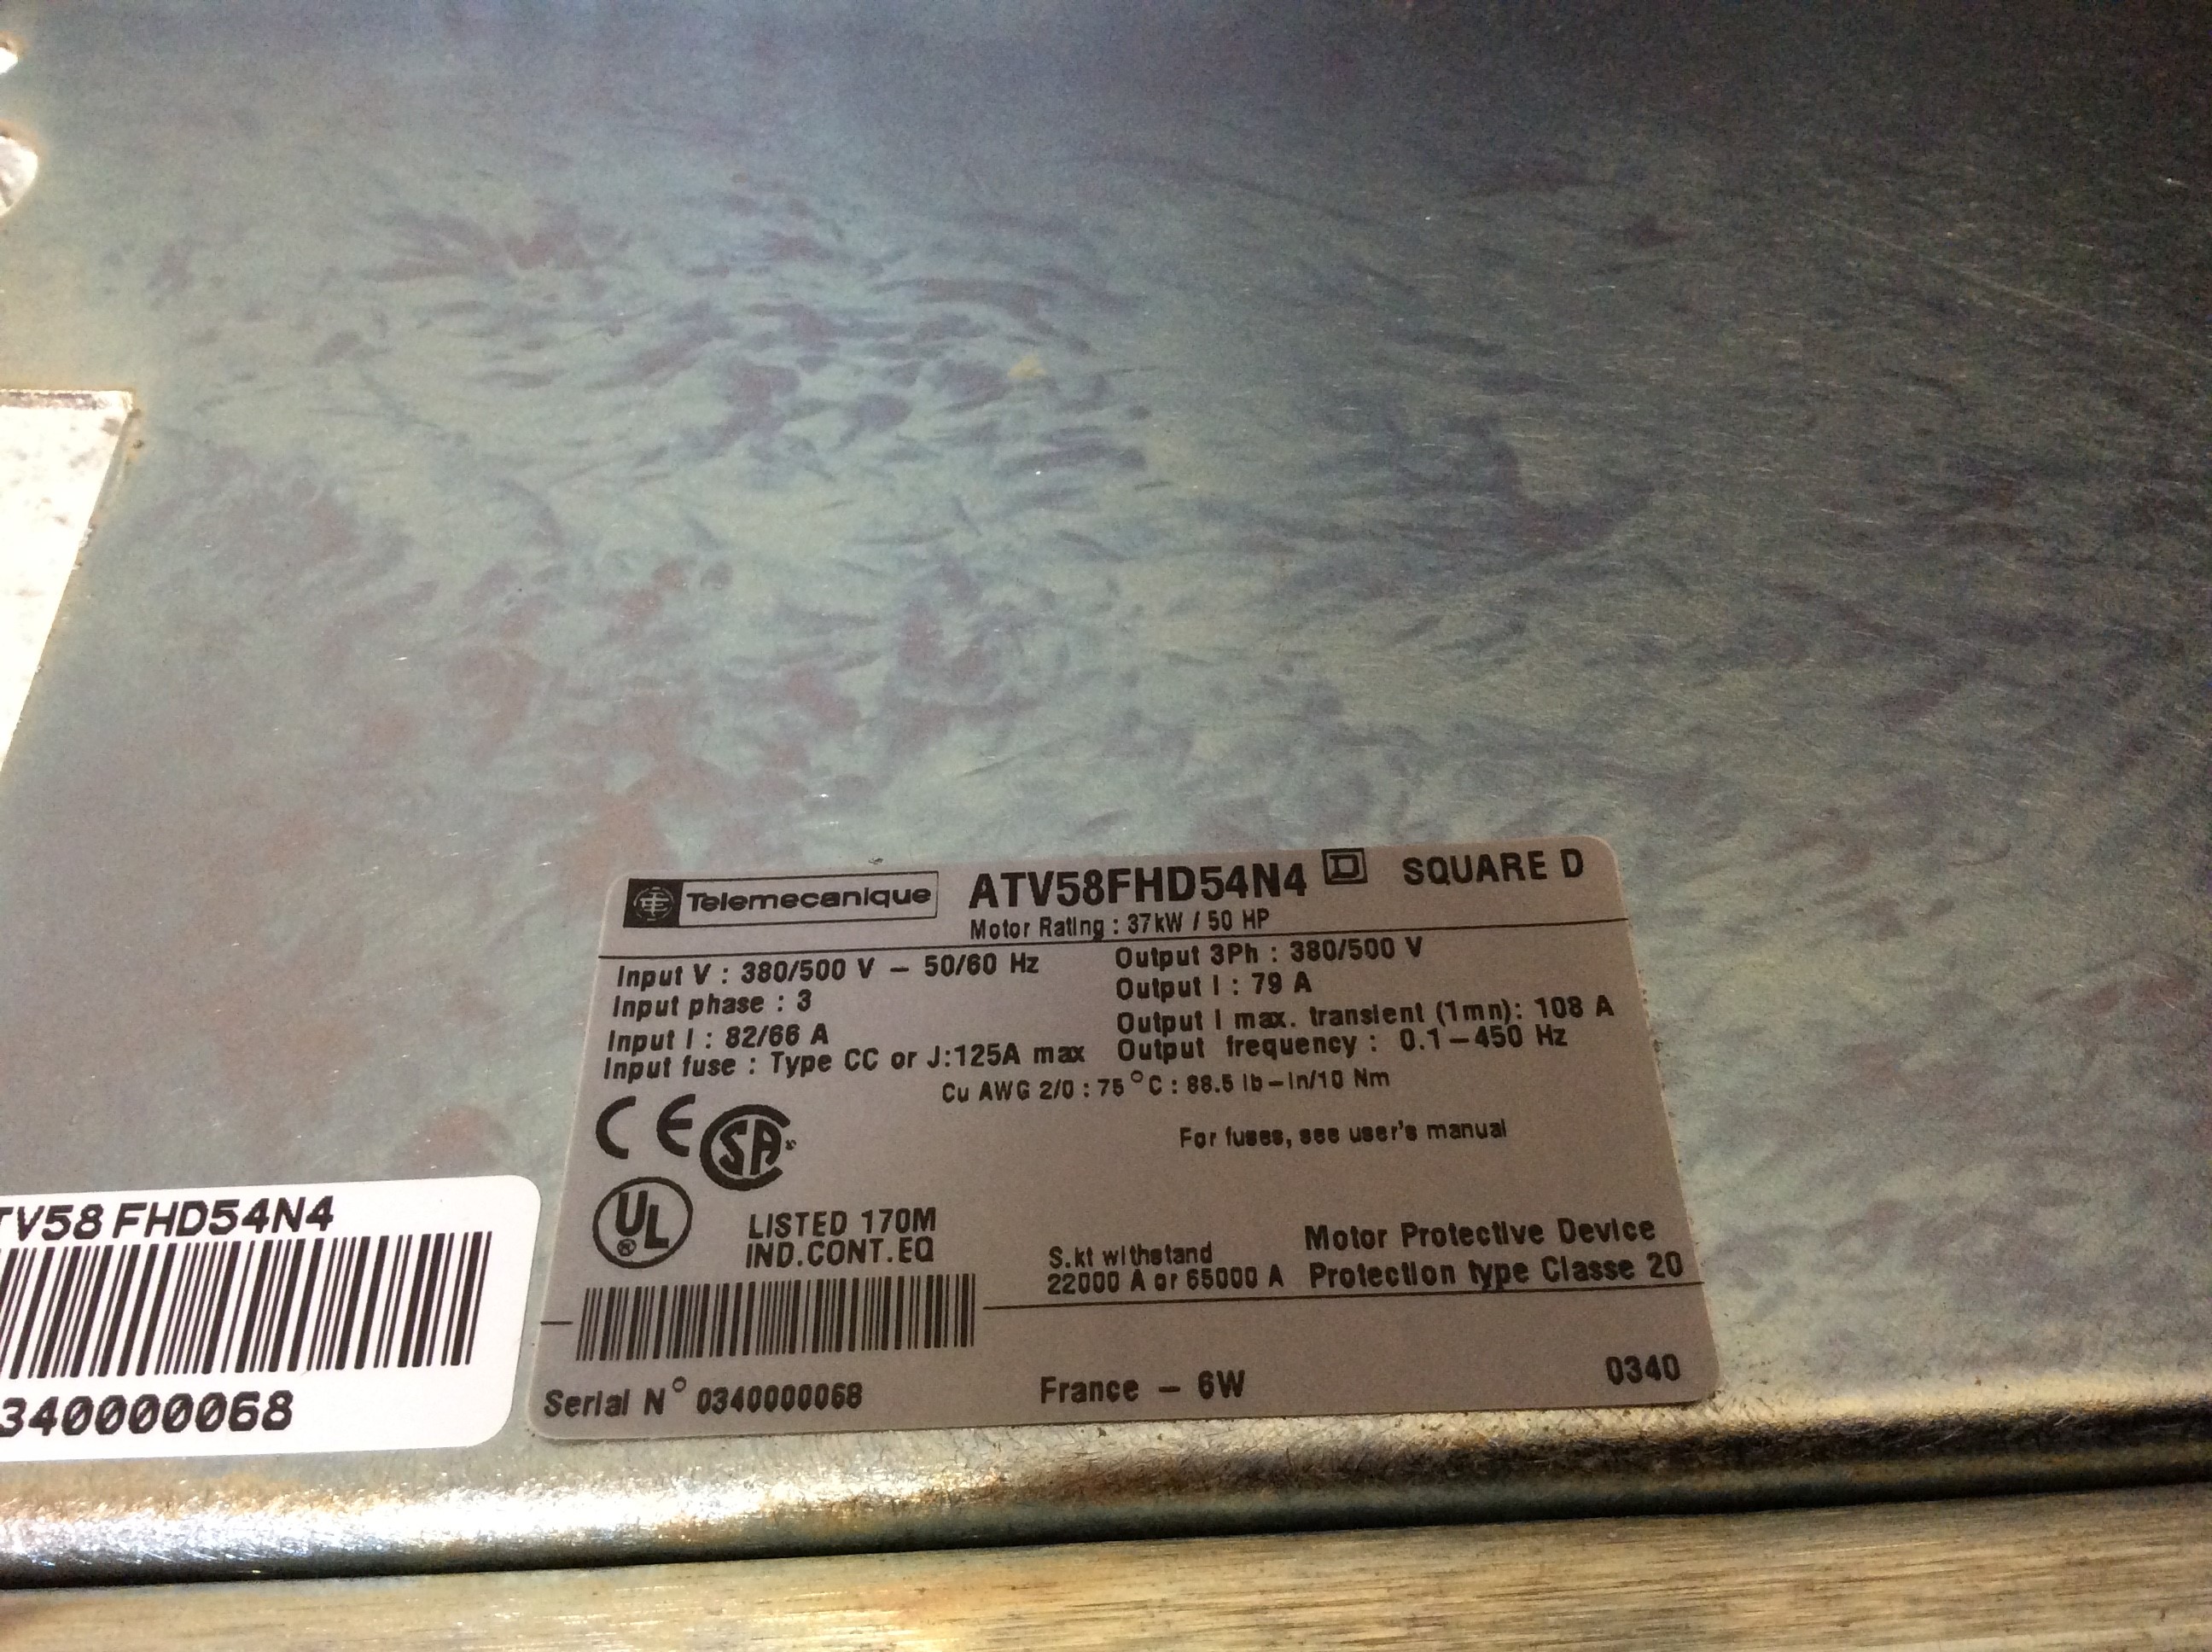 Telemecanique ATV58FHD54N4 D SQUARE D
Motor Rating : 37kW / 50 HP
Input V : 380/500 V – 50/60 Hz
Input phase : 3
Input I : 82/66 A
Input fuse : Type CC or J:125A max
Output 3Ph : 380/500 V
Output I : 79 A
Output I max. transient (1mn): 108 A
Output frequency : 0.1–450 Hz
Cu AWG 2/0 : 75°C : 88.5 lb–in/10 Nm
For fuses, see user's manual
CE SA
UL
LISTED 170M
IND.CONT.EQ
S.kt withstand
22000 A or 65000 A
Motor Protective Device
Protection type Classe 20
Serial N° 0340000068
France – 6W
0340
TV58 FHD54N4
340000068